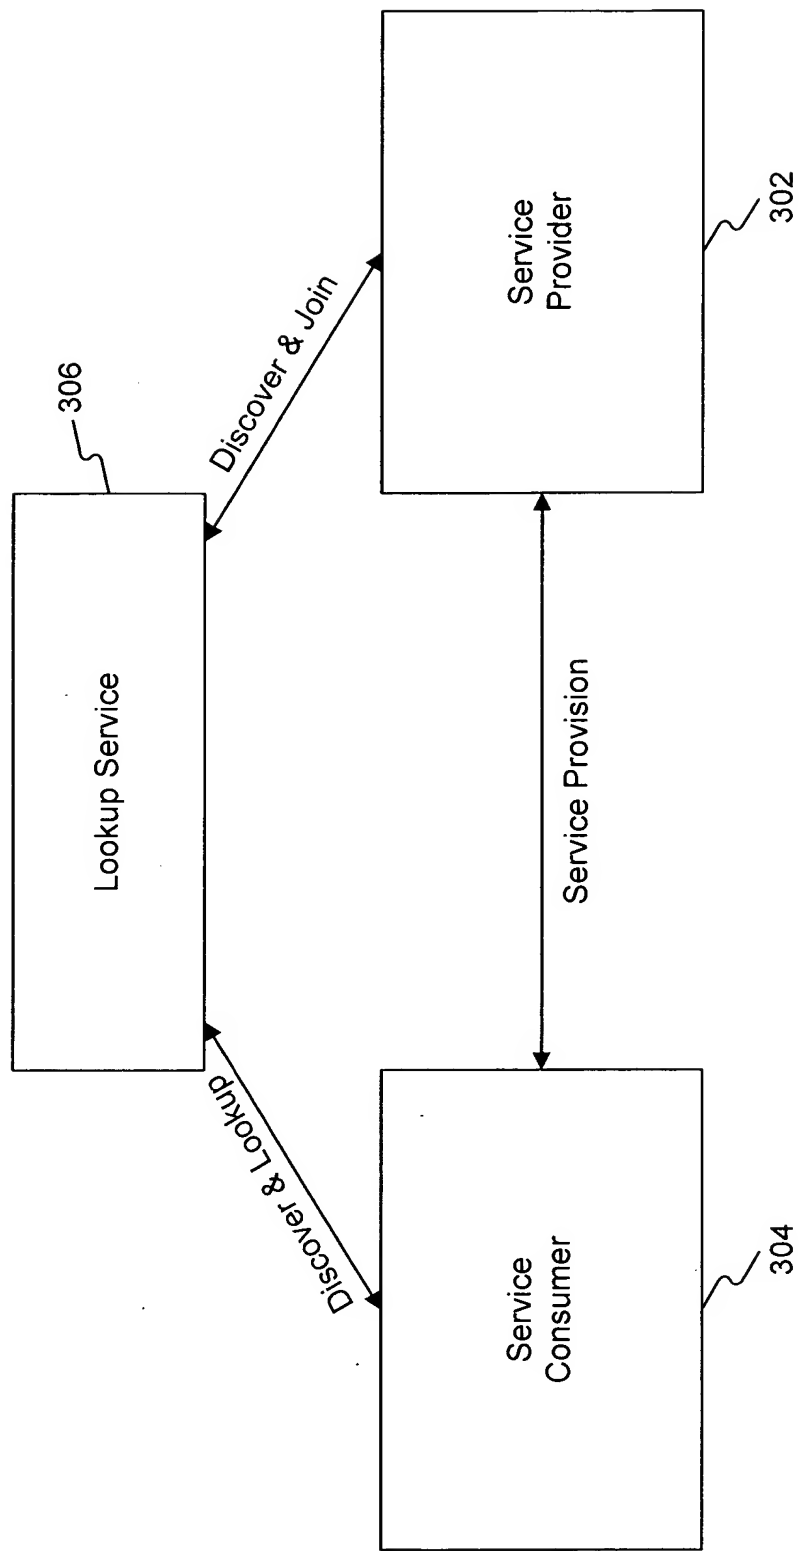 306
Lookup Service
Discover & Lookup
Discover & Join
Service
Consumer
Service Provision
Service
Provider
304
302